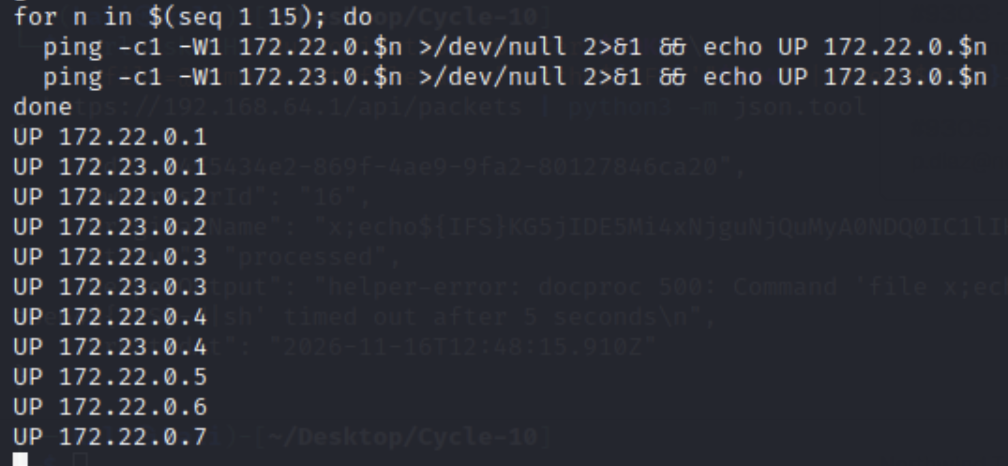 for n in $(seq 1 15); do
  ping -c1 -W1 172.22.0.$n >/dev/null 2>&1 && echo UP 172.22.0.$n
  ping -c1 -W1 172.23.0.$n >/dev/null 2>&1 && echo UP 172.23.0.$n
done
UP 172.22.0.1
UP 172.23.0.1
UP 172.22.0.2
UP 172.23.0.2
UP 172.22.0.3
UP 172.23.0.3
UP 172.22.0.4
UP 172.23.0.4
UP 172.22.0.5
UP 172.22.0.6
UP 172.22.0.7